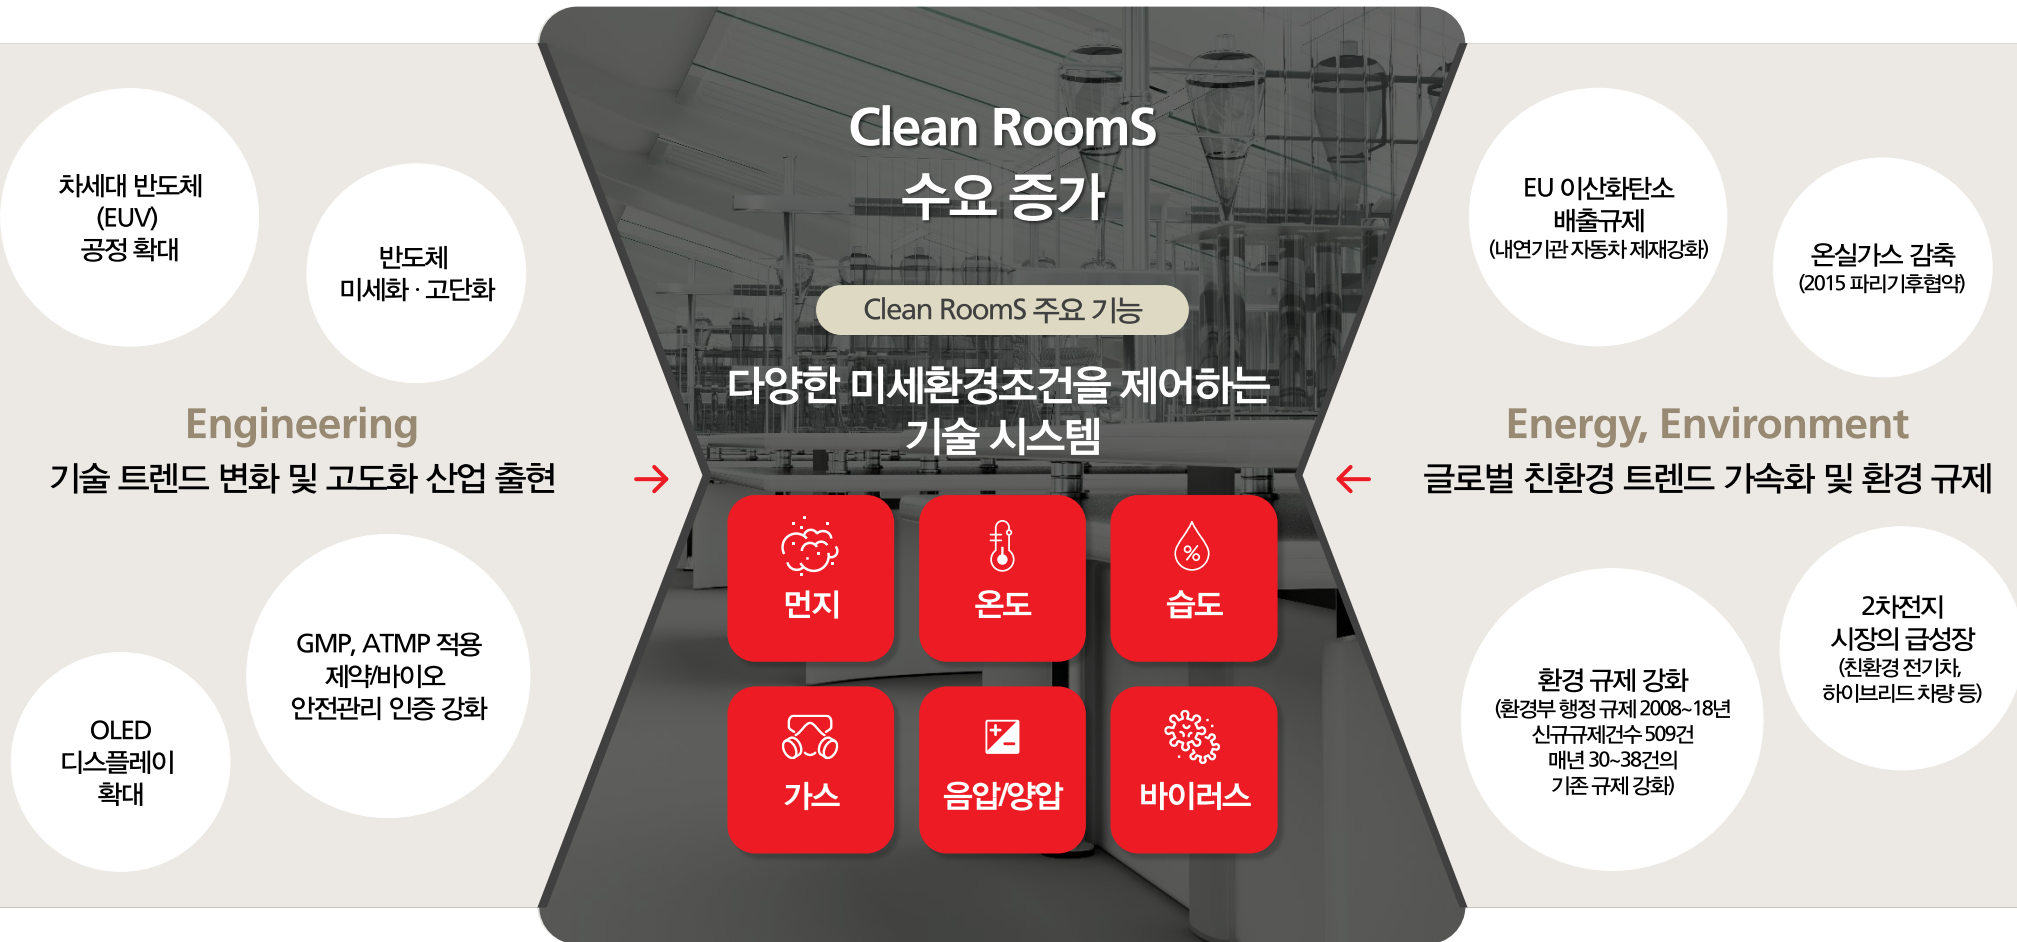 차세대 반도체
(EUV)
공정 확대
반도체
미세화 · 고단화
Engineering
기술 트렌드 변화 및 고도화 산업 출현
OLED
디스플레이
확대
GMP, ATMP 적용
제약/바이오
안전관리 인증 강화
Clean RoomS
수요 증가
Clean RoomS 주요 기능
다양한 미세환경조건을 제어하는
기술 시스템
먼지
온도
%
습도
가스
음압/양압
바이러스
EU 이산화탄소
배출규제
(내연기관 자동차 제재강화)
온실가스 감축
(2015 파리기후협약)
Energy, Environment
글로벌 친환경 트렌드 가속화 및 환경 규제
환경 규제 강화
(환경부 행정 규제 2008~18년
신규규제건수 509건
매년 30~38건의
기존 규제 강화)
2차전지
시장의 급성장
(친환경 전기차,
하이브리드 차량 등)